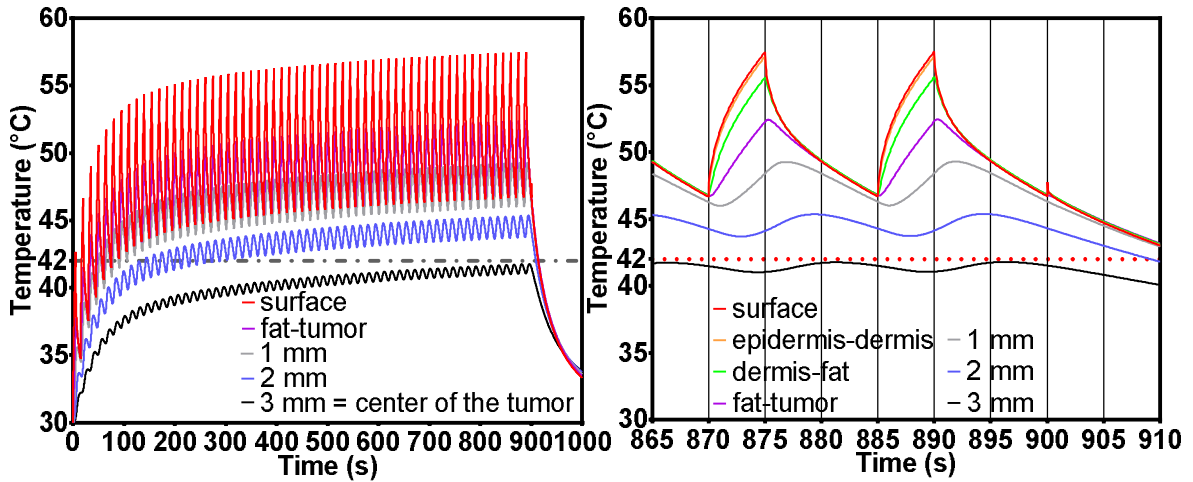 60
55
50
45
42
40
35
30
Temperature (°C)
surface
fat-tumor
1 mm
2 mm
3 mm = center of the tumor
0 100 200 300 400 500 600 700 800 900 1000
Time (s)
60
55
50
45
42
40
35
30
Temperature (°C)
surface
epidermis-dermis
dermis-fat
fat-tumor
1 mm
2 mm
3 mm
865 870 875 880 885 890 895 900 905 910
Time (s)